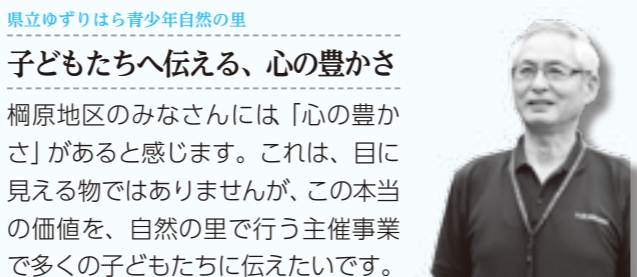 県立ゆずりはら青少年自然の里
子どもたちへ伝える、心の豊かさ
棡原地区のみなさんには「心の豊か
さ」があると感じます。これは、目に
見える物ではありませんが、この本当
の価値を、自然の里で行う主催事業
で多くの子どもたちに伝えたいです。